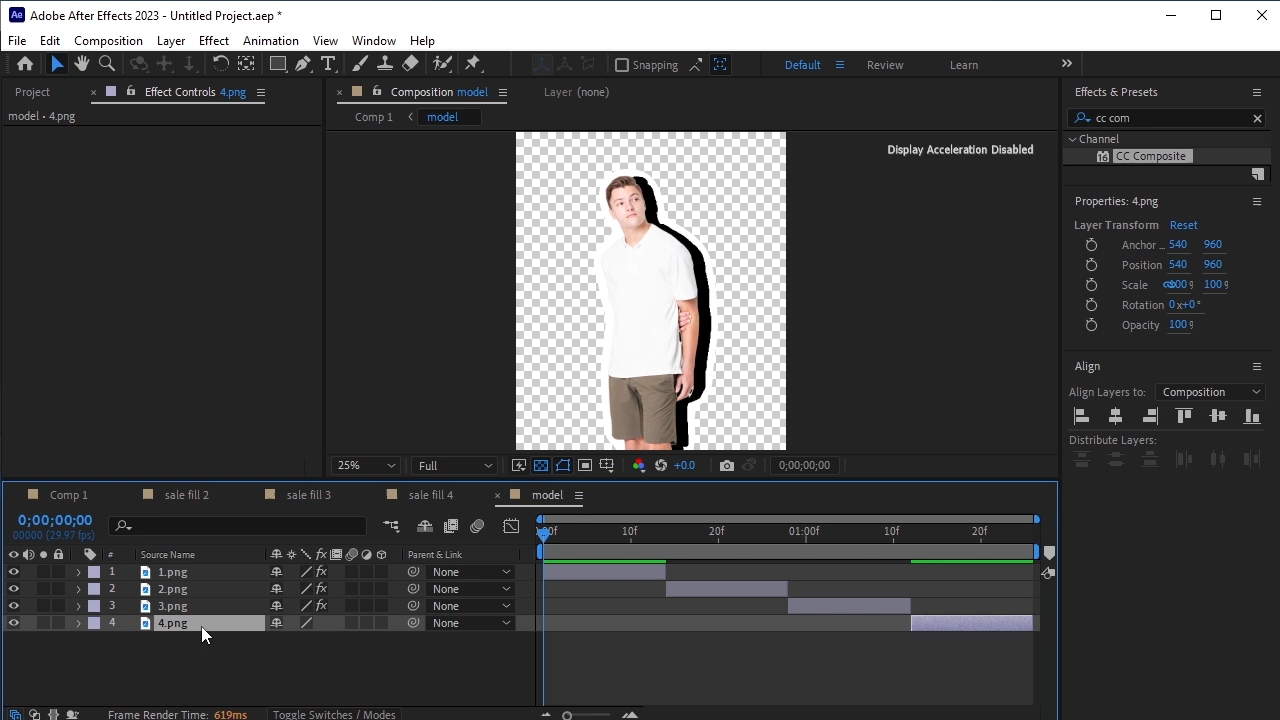 Ae Adobe After Effects 2023 - Untitled Project.aep *
File Edit Composition Layer Effect Animation View Window Help
Snapping Default Review Learn
Project Effect Controls 4.png
model • 4.png
Composition model Layer (none)
Comp 1 model
Display Acceleration Disabled
25% Full +0.0 0;00;00;00
Effects & Presets
cc com
Channel
CC Composite
Properties: 4.png
Layer Transform Reset
Anchor ... 540 960
Position 540 960
Scale 100%
Rotation 0x+0°
Opacity 100%
Align
Align Layers to: Composition
Distribute Layers:
Comp 1 sale fill 2 sale fill 3 sale fill 4 model
0;00;00;00
00000 (29.97 fps)
10f 20f 01:00f 10f 20f
# Source Name fx Parent & Link
1 1.png fx None
2 2.png fx None
3 3.png fx None
4 4.png None
Frame Render Time: 619ms Toggle Switches / Modes